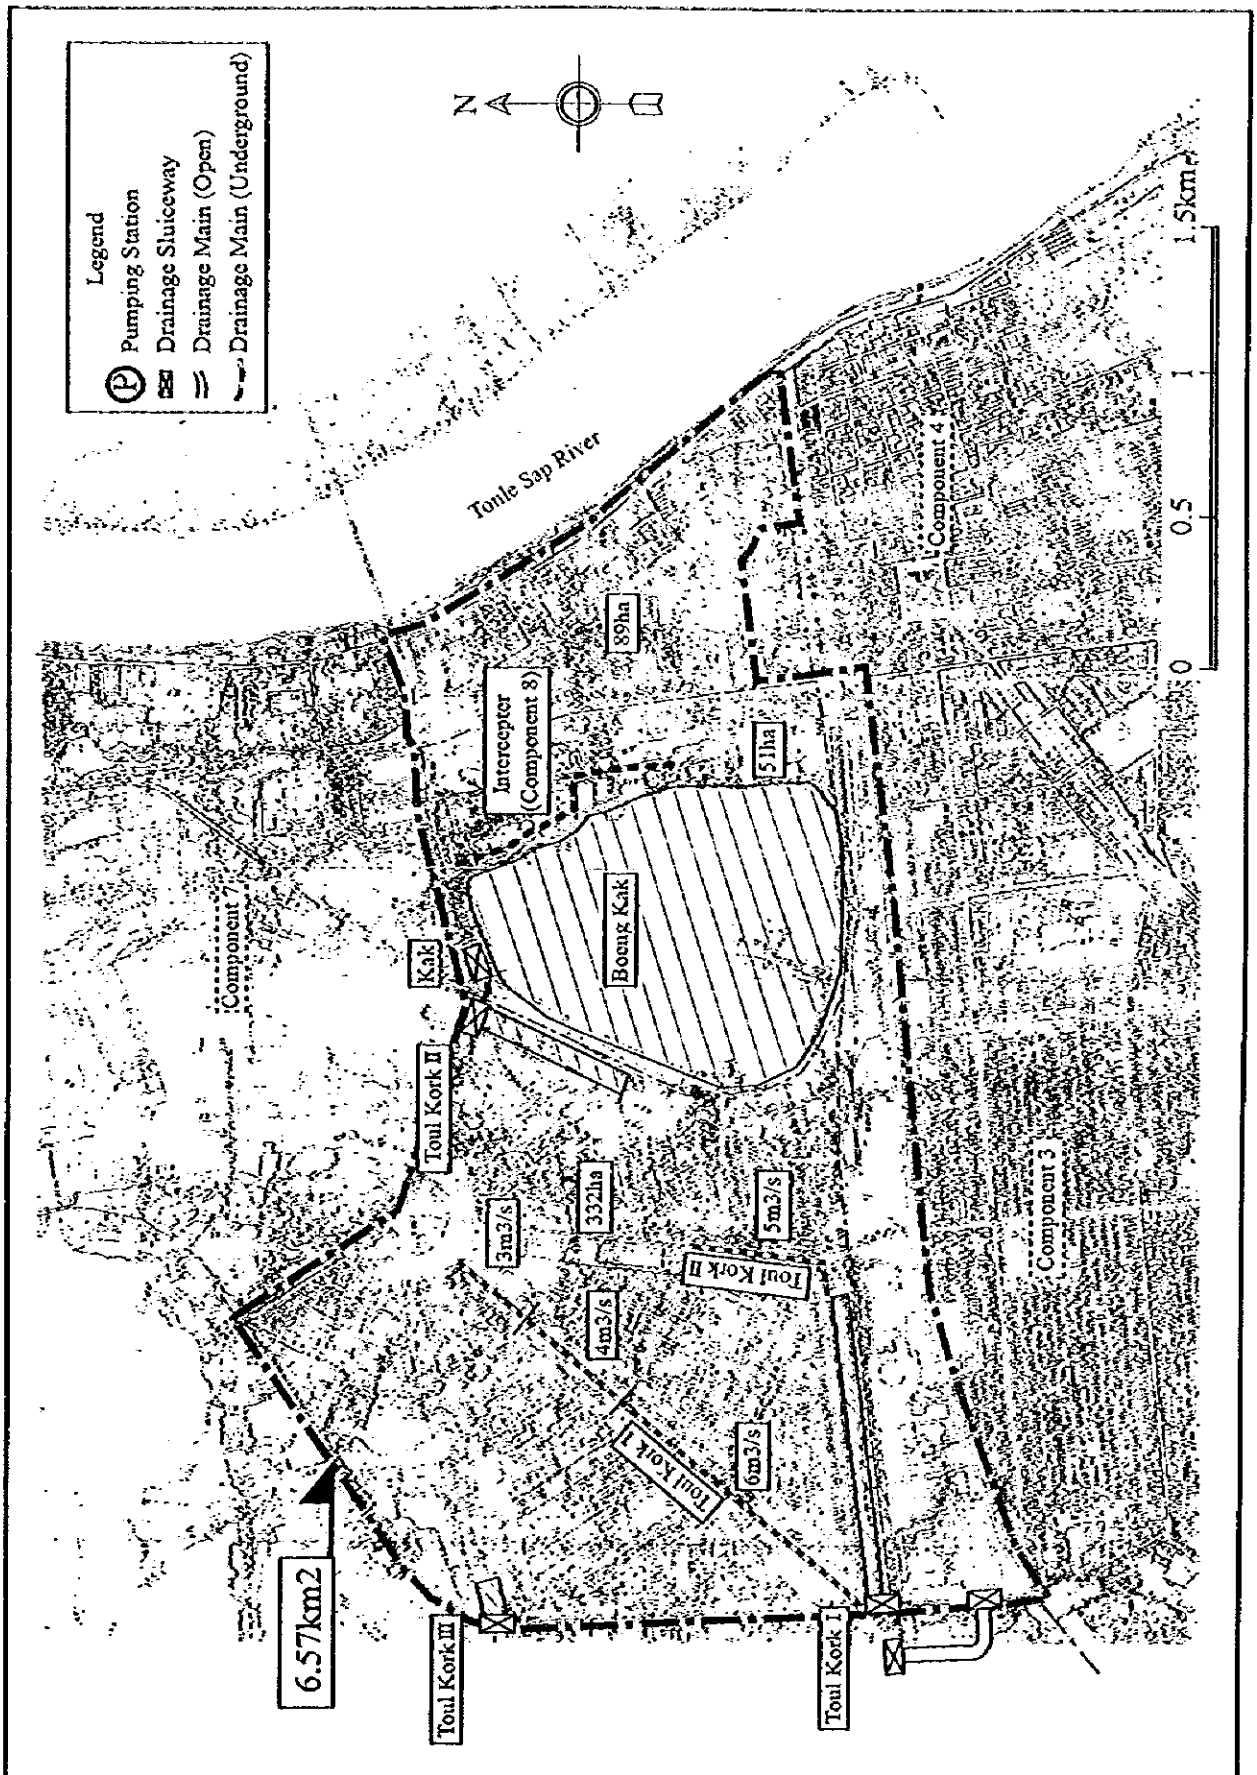 Legend
P Pumping Station
Drainage Sluiceway
Drainage Main (Open)
Drainage Main (Underground)
N
6.57km2
Component 7
Toul Kork III
Toul Kork II
Kak
Intercepter
(Component 8)
Tonle Sap River
3m3/s
332ha
4m3/s
Boeng Kak
89ha
Toul Kork I
Toul Kork II
6m3/s
5m3/s
51ha
Toul Kork I
Component 3
Component 4
0
0.5
1
1.5km